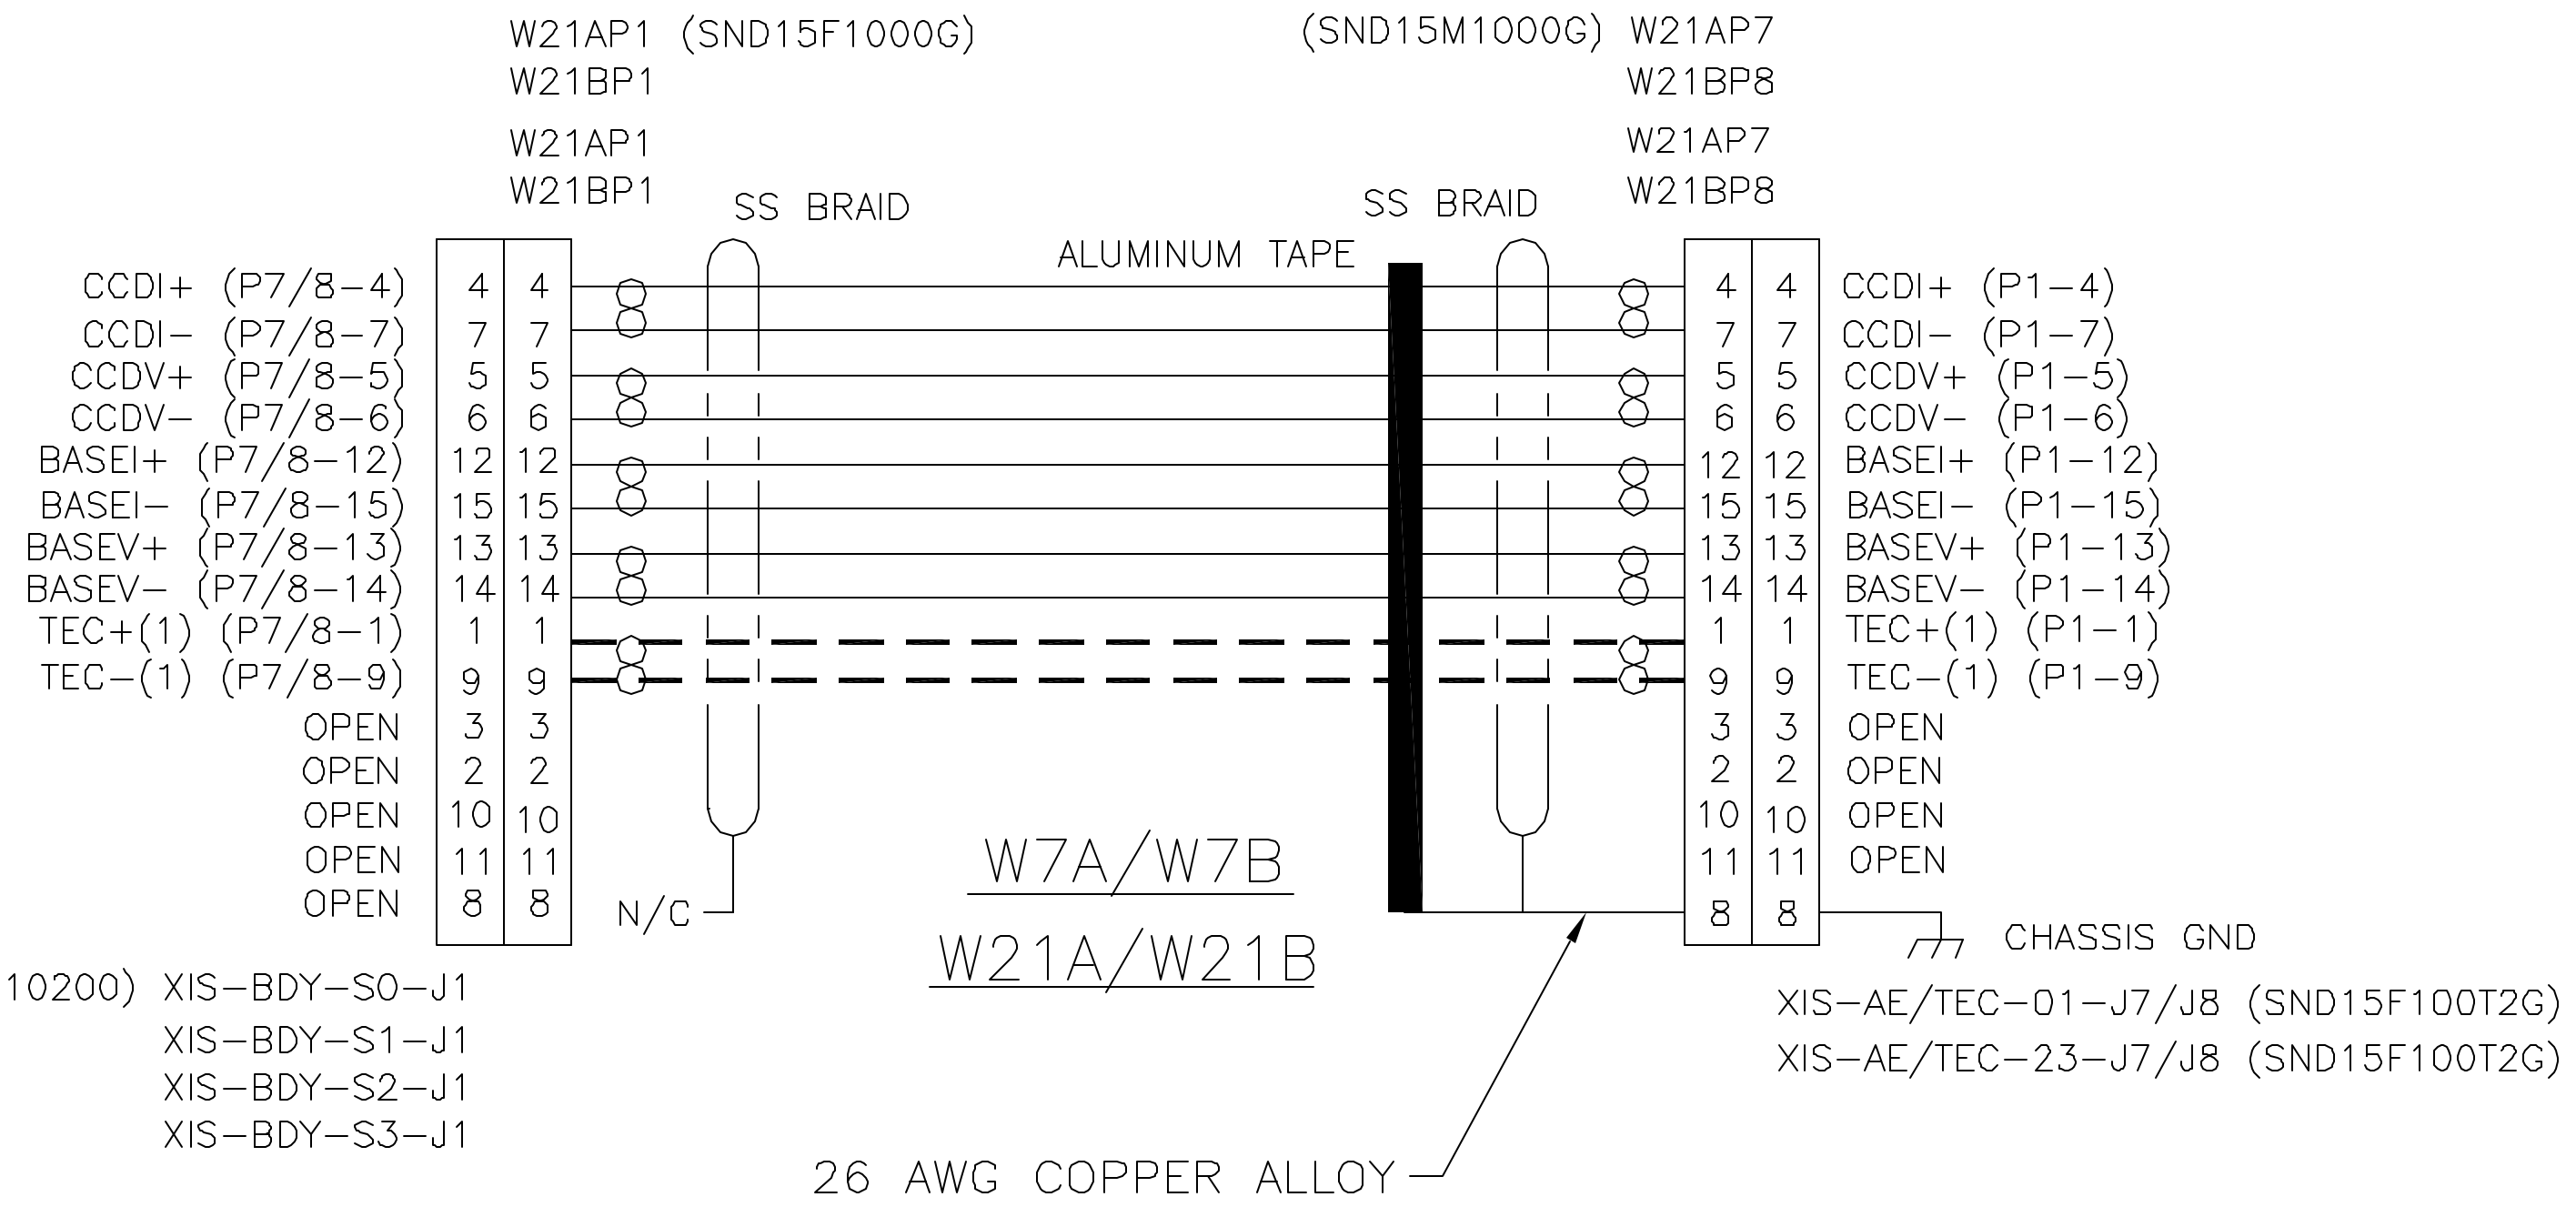 W21AP1 (SND15F1000G)
W21BP1
W21AP1
W21BP1
(SND15M1000G) W21AP7
W21BP8
W21AP7
W21BP8
SS BRAID
SS BRAID
ALUMINUM TAPE
CCDI+ (P7/8-4) 4 4
CCDI- (P7/8-7) 7 7
CCDV+ (P7/8-5) 5 5
CCDV- (P7/8-6) 6 6
BASEI+ (P7/8-12) 12 12
BASEI- (P7/8-15) 15 15
BASEV+ (P7/8-13) 13 13
BASEV- (P7/8-14) 14 14
TEC+(1) (P7/8-1) 1 1
TEC-(1) (P7/8-9) 9 9
OPEN 3 3
OPEN 2 2
OPEN 10 10
OPEN 11 11
OPEN 8 8
4 4 CCDI+ (P1-4)
7 7 CCDI- (P1-7)
5 5 CCDV+ (P1-5)
6 6 CCDV- (P1-6)
12 12 BASEI+ (P1-12)
15 15 BASEI- (P1-15)
13 13 BASEV+ (P1-13)
14 14 BASEV- (P1-14)
1 1 TEC+(1) (P1-1)
9 9 TEC-(1) (P1-9)
3 3 OPEN
2 2 OPEN
10 10 OPEN
11 11 OPEN
8 8
N/C
W7A/W7B
W21A/W21B
CHASSIS GND
10200) XIS-BDY-S0-J1
XIS-BDY-S1-J1
XIS-BDY-S2-J1
XIS-BDY-S3-J1
XIS-AE/TEC-01-J7/J8 (SND15F100T2G)
XIS-AE/TEC-23-J7/J8 (SND15F100T2G)
26 AWG COPPER ALLOY